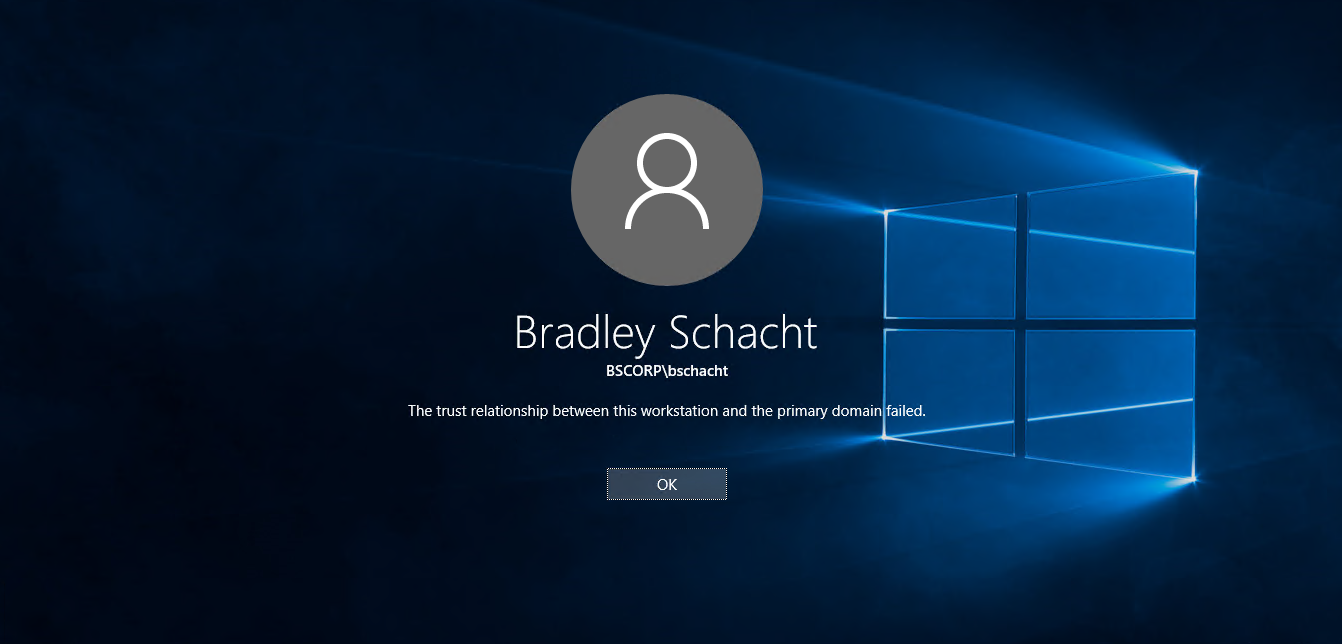 Bradley Schacht
BSCORP\bschacht
The trust relationship between this workstation and the primary domain failed.
OK